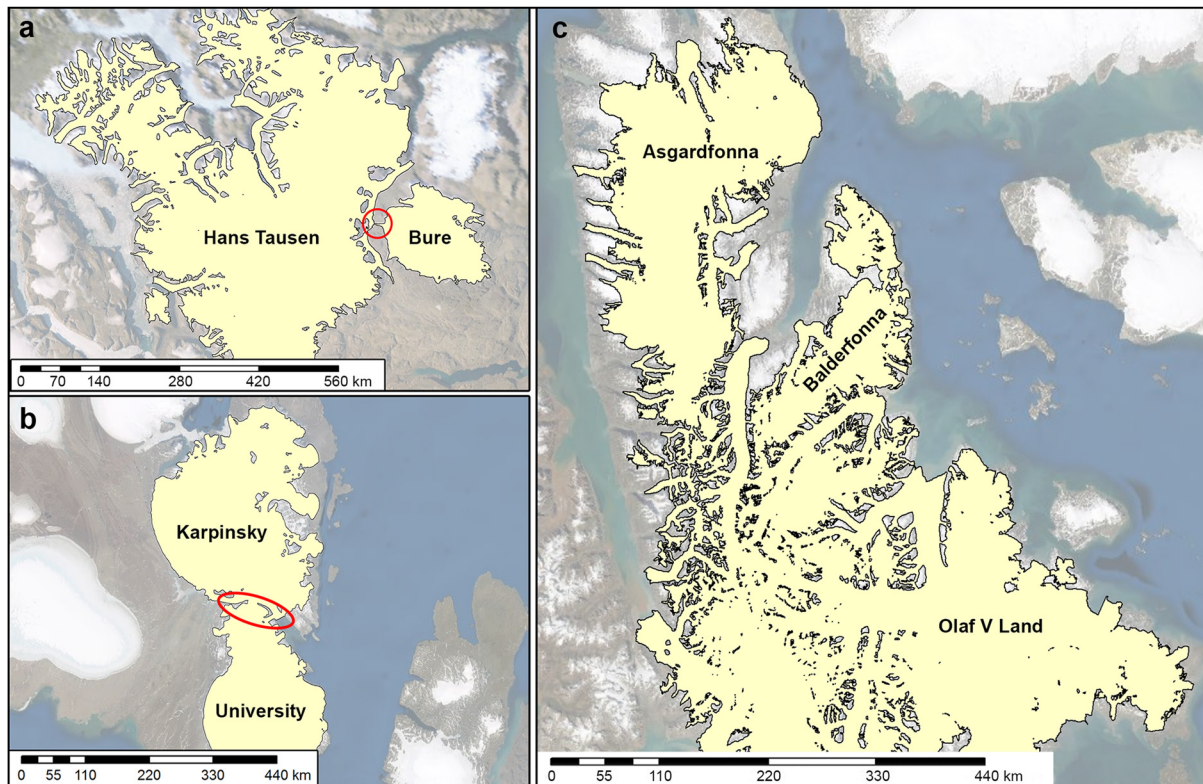 a
Hans Tausen
Bure
0 70 140 280 420 560 km
b
Karpinsky
University
0 55 110 220 330 440 km
c
Asgardfonna
Balderfonna
Olaf V Land
0 55 110 220 330 440 km